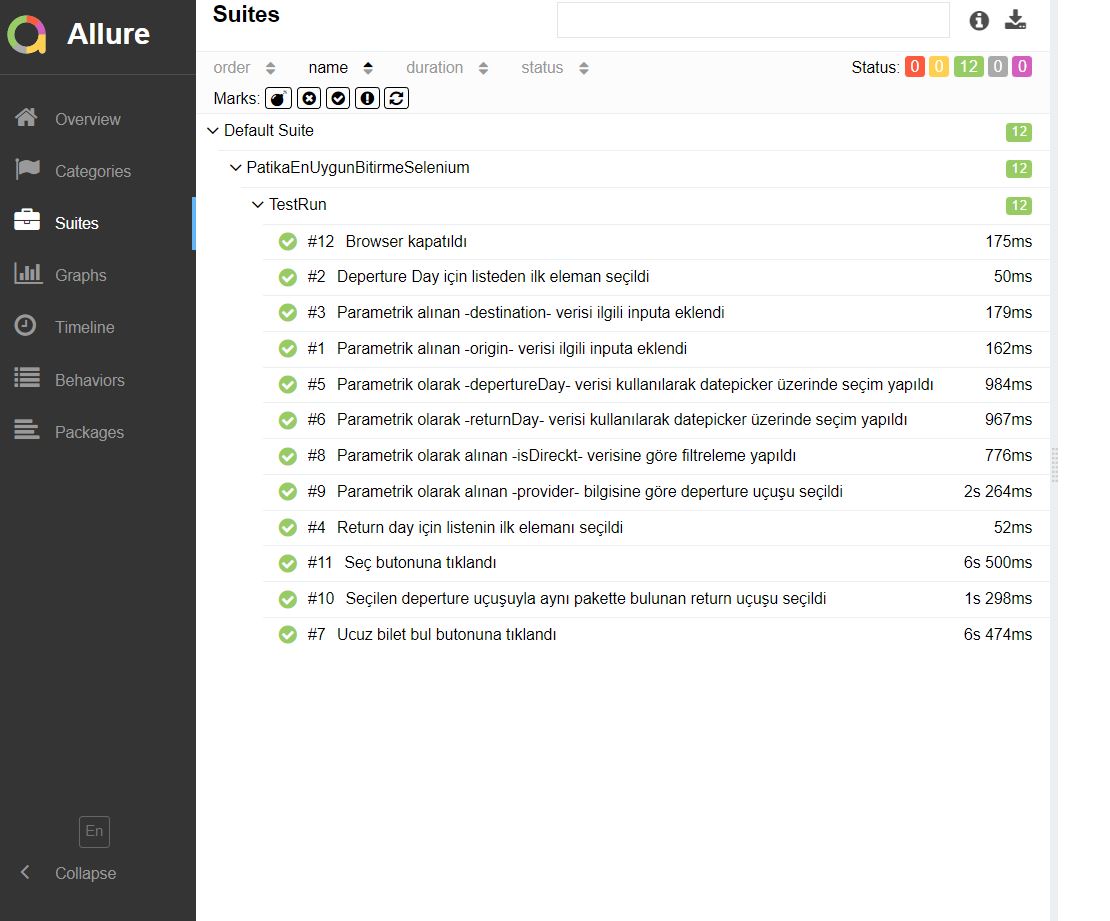 Allure
Overview
Categories
Suites
Graphs
Timeline
Behaviors
Packages
En
Collapse
Suites
order name duration status Status: 0 0 12 0 0
Marks:
Default Suite 12
PatikaEnUygunBitirmeSelenium 12
TestRun 12
#12 Browser kapatıldı 175ms
#2 Deperture Day için listeden ilk eleman seçildi 50ms
#3 Parametrik alınan -destination- verisi ilgili inputa eklendi 179ms
#1 Parametrik alınan -origin- verisi ilgili inputa eklendi 162ms
#5 Parametrik olarak -depertureDay- verisi kullanılarak datepicker üzerinde seçim yapıldı 984ms
#6 Parametrik olarak -returnDay- verisi kullanılarak datepicker üzerinde seçim yapıldı 967ms
#8 Parametrik olarak alınan -isDireckt- verisine göre filtreleme yapıldı 776ms
#9 Parametrik olarak alınan -provider- bilgisine göre deperture uçuşu seçildi 2s 264ms
#4 Return day için listenin ilk elemanı seçildi 52ms
#11 Seç butonuna tıklandı 6s 500ms
#10 Seçilen deperture uçuşuyla aynı pakette bulunan return uçuşu seçildi 1s 298ms
#7 Ucuz bilet bul butonuna tıklandı 6s 474ms